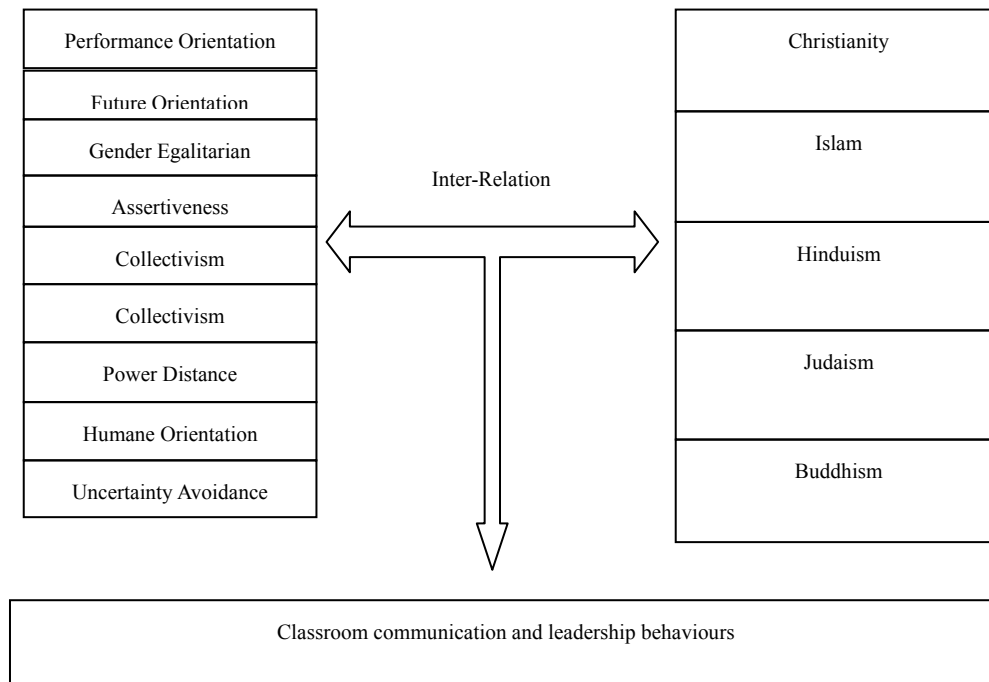 Performance Orientation
Future Orientation
Gender Egalitarian
Assertiveness
Collectivism
Collectivism
Power Distance
Humane Orientation
Uncertainty Avoidance
Inter-Relation
Christianity
Islam
Hinduism
Judaism
Buddhism
Classroom communication and leadership behaviours